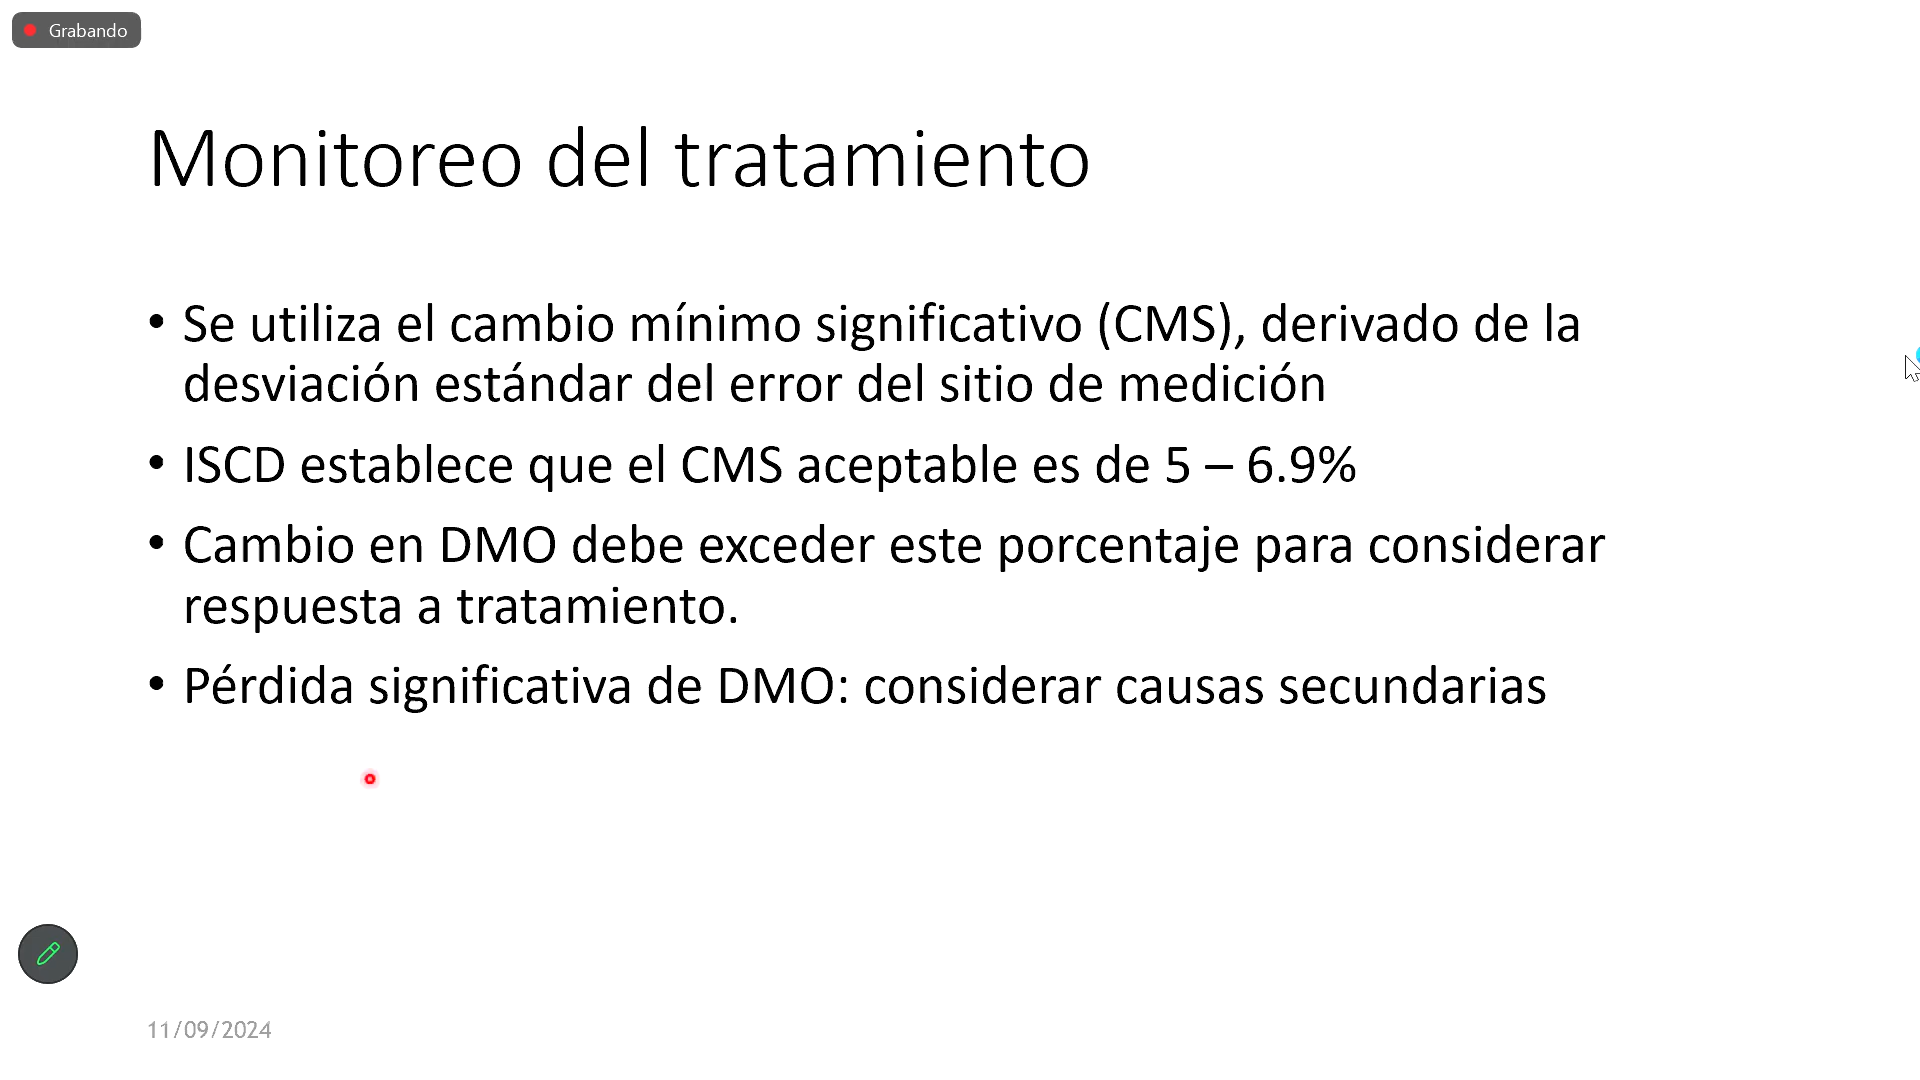 Grabando
Monitoreo del tratamiento
• Se utiliza el cambio mínimo significativo (CMS), derivado de la
desviación estándar del error del sitio de medición
• ISCD establece que el CMS aceptable es de 5 – 6.9%
• Cambio en DMO debe exceder este porcentaje para considerar
respuesta a tratamiento.
• Pérdida significativa de DMO: considerar causas secundarias
11/09/2024